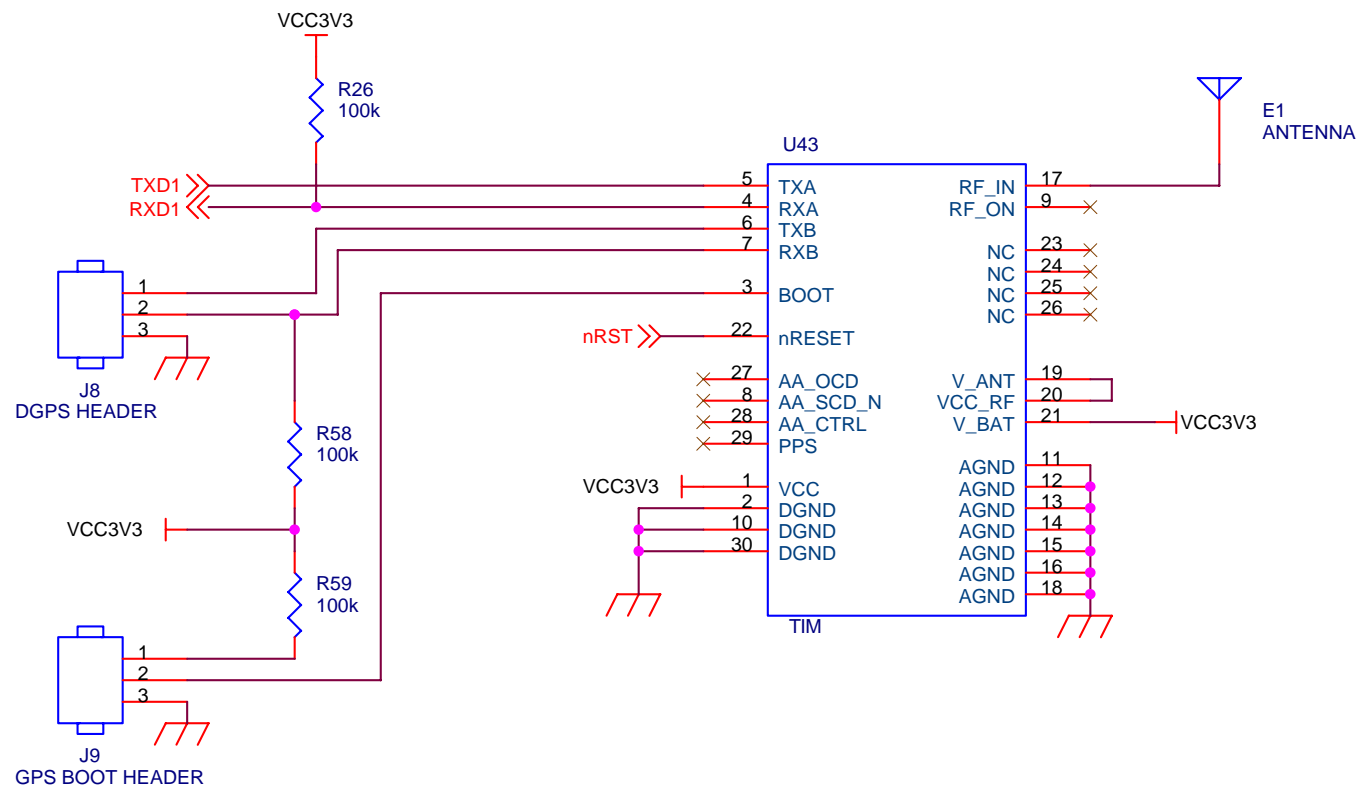 VCC3V3
R26
100k
E1
ANTENNA
U43
TXD1
RXD1
5 TXA RF_IN 17
4 RXA RF_ON 9
6 TXB
7 RXB NC 23
NC 24
3 BOOT NC 25
NC 26
nRST 22 nRESET
27 AA_OCD V_ANT 19
8 AA_SCD_N VCC_RF 20
28 AA_CTRL V_BAT 21 VCC3V3
29 PPS
AGND 11
VCC3V3 1 VCC AGND 12
2 DGND AGND 13
10 DGND AGND 14
30 DGND AGND 15
AGND 16
AGND 18
TIM
1
2
3
J8
DGPS HEADER
R58
100k
VCC3V3
R59
100k
1
2
3
J9
GPS BOOT HEADER